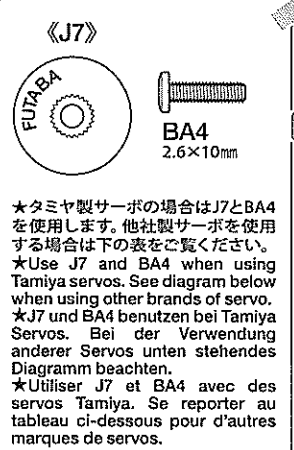 《J7》
FUTABA
BA4
2.6×10mm
★タミヤ製サーボの場合はJ7とBA4
を使用します。他社製サーボを使用
する場合は下の表をご覧ください。
★Use J7 and BA4 when using
Tamiya servos. See diagram below
when using other brands of servo.
★J7 und BA4 benutzen bei Tamiya
Servos. Bei der Verwendung
anderer Servos unten stehendes
Diagramm beachten.
★Utiliser J7 et BA4 avec des
servos Tamiya. Se reporter au
tableau ci-dessous pour d'autres
marques de servos.